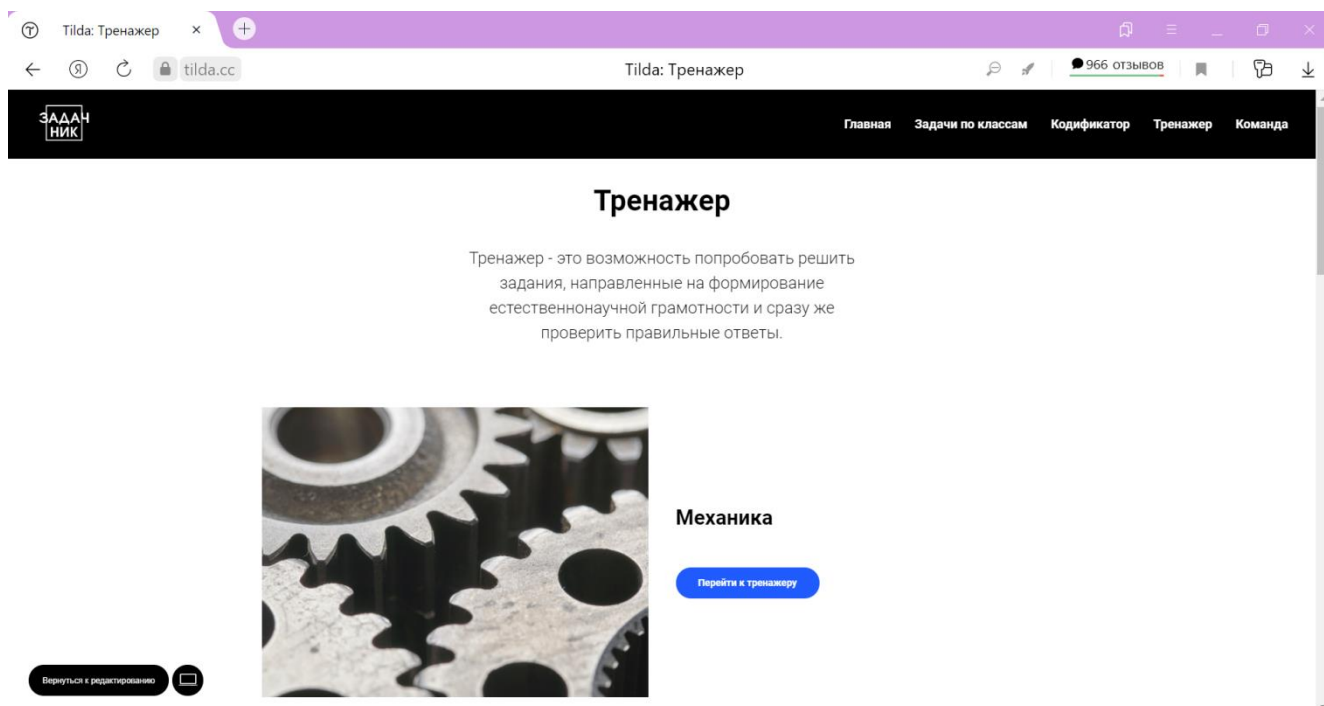 Tilda: Тренажер
tilda.cc
Tilda: Тренажер
966 отзывов
ЗАДАЧ
НИК
Главная Задачи по классам Кодификатор Тренажер Команда
Тренажер
Тренажер - это возможность попробовать решить
задания, направленные на формирование
естественнонаучной грамотности и сразу же
проверить правильные ответы.
Механика
Перейти к тренажеру
Вернуться к редактированию